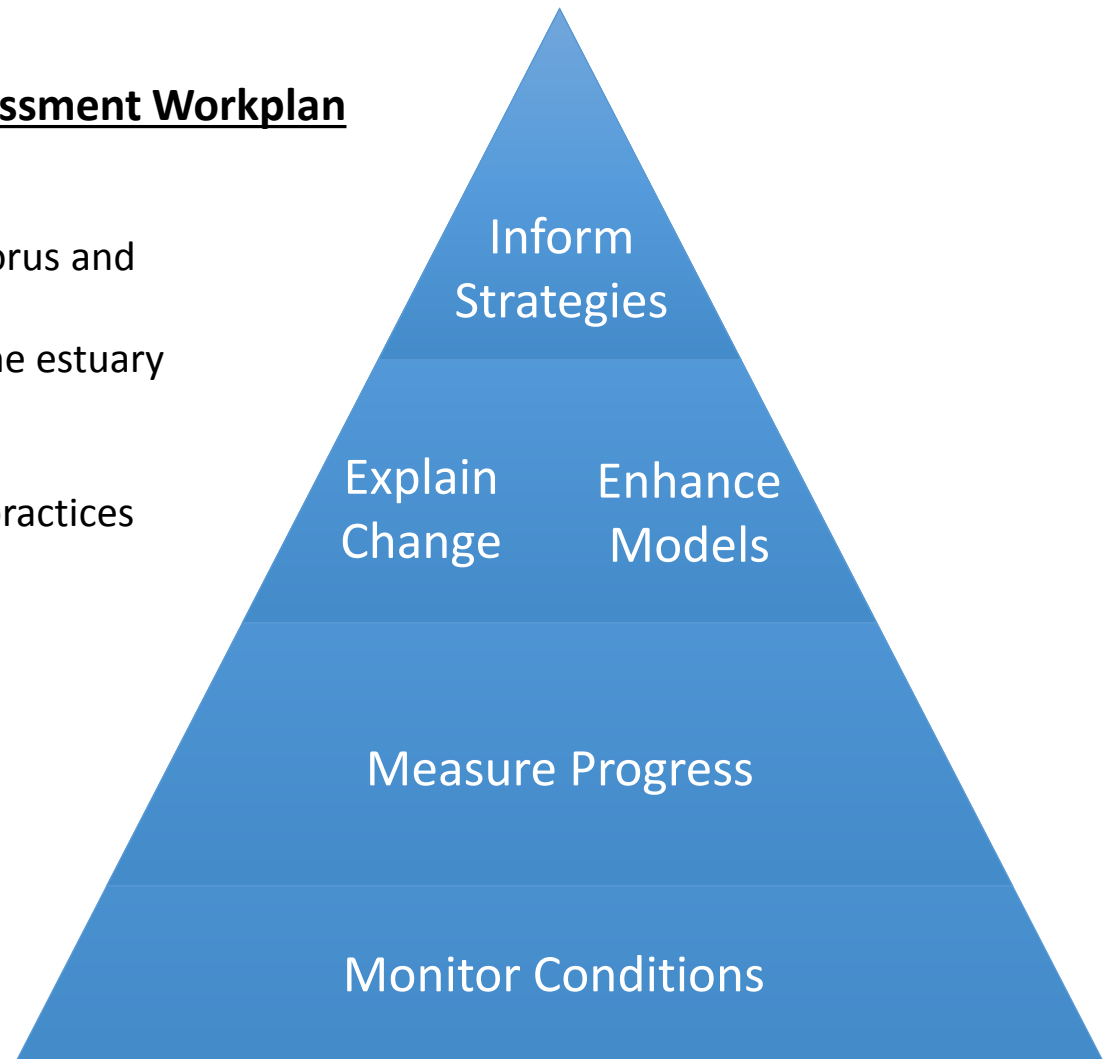 ssment Workplan
orus and
ne estuary
ractices
Inform
Strategies
Explain
Change
Enhance
Models
Measure Progress
Monitor Conditions